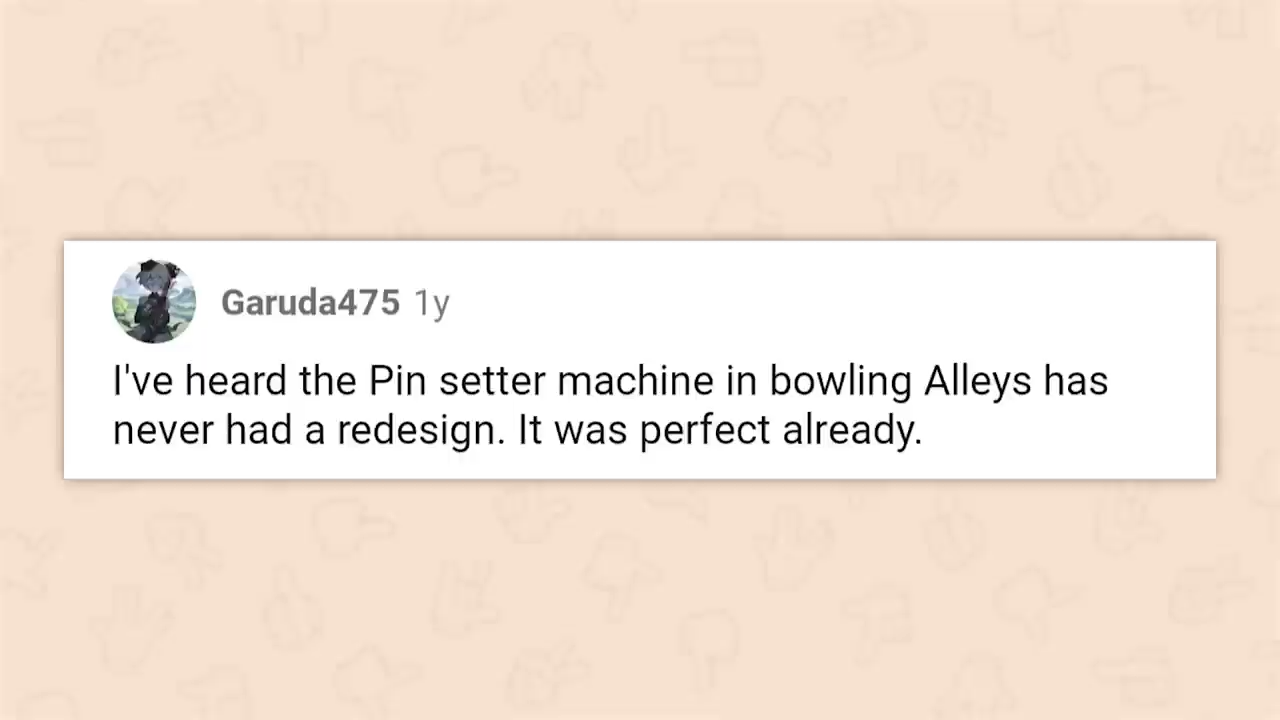 Garuda475 1y
I've heard the Pin setter machine in bowling Alleys has
never had a redesign. It was perfect already.